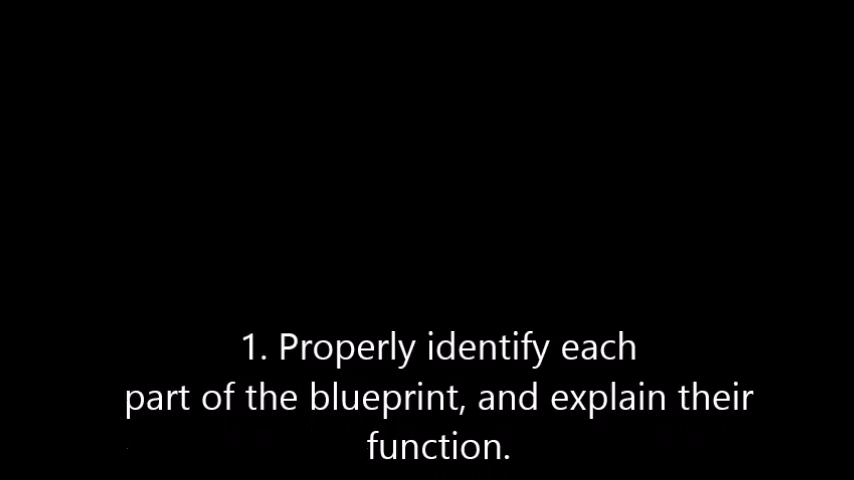 1. Properly identify each
part of the blueprint, and explain their
function.